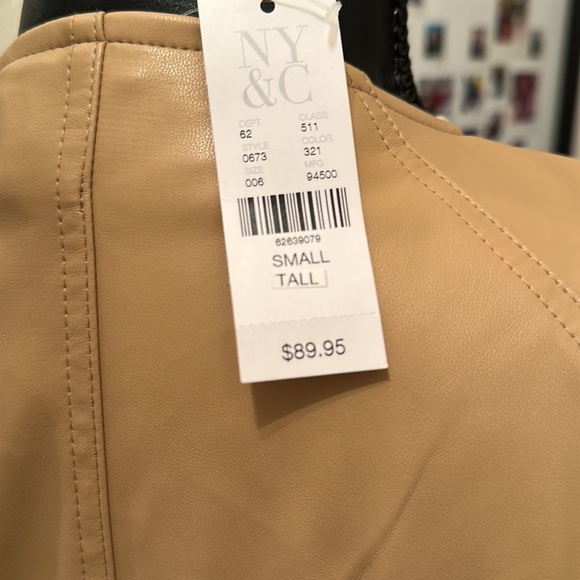 NY
&C
DEPT CLASS
62 511
STYLE COLOR
0673 321
SIZE MFG
006 94500
62639079
SMALL
TALL
$89.95